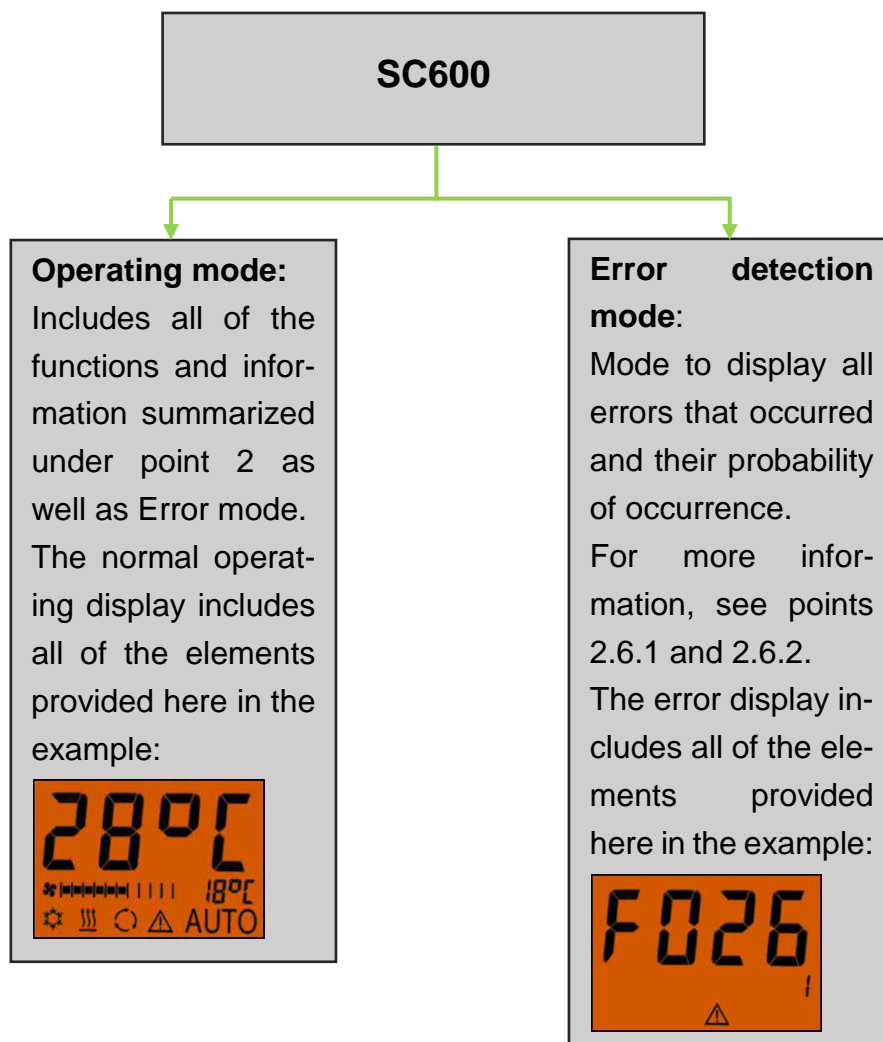 SC600
Operating mode:
Includes all of the
functions and infor-
mation summarized
under point 2 as
well as Error mode.
The normal operat-
ing display includes
all of the elements
provided here in the
example:
28°C
18°C
AUTO
Error detection
mode:
Mode to display all
errors that occurred
and their probability
of occurrence.
For more infor-
mation, see points
2.6.1 and 2.6.2.
The error display in-
cludes all of the ele-
ments provided
here in the example:
F026
1